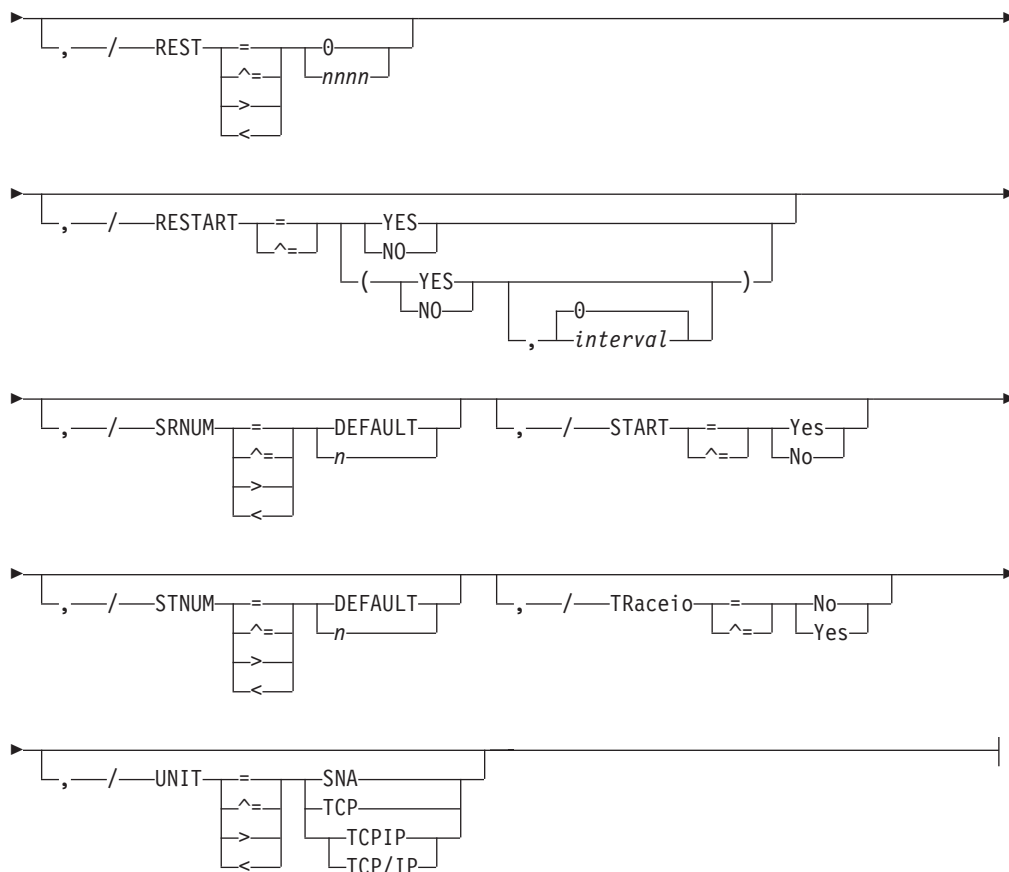 , / REST = 0
^= nnnn
>
<
, / RESTART = YES
^= NO
( YES )
NO 0
, interval
, / SRNUM = DEFAULT , / START = Yes
^= n ^= No
>
<
, / STNUM = DEFAULT , / TRaceio = No
^= n ^= Yes
>
<
, / UNIT = SNA
^= TCP
> TCPIP
< TCP/IP